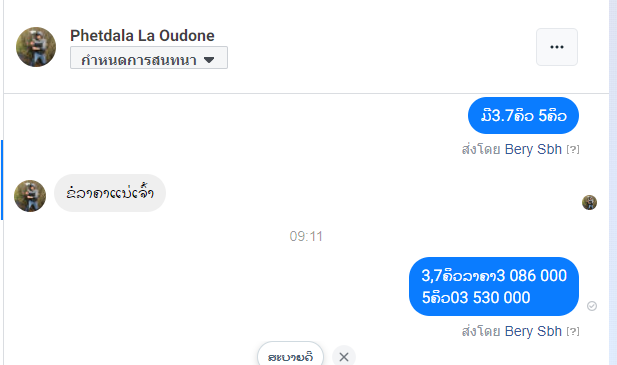 Phetdala La Oudone
กำหนดการสนทนา
ມີ3.7ຄິວ 5ຄິວ
ส่งโดย Bery Sbh [?]
ຂໍລາຄາແນ່ເຈົ້າ
09:11
3,7ຄິວລາຄາ3 086 000
5ຄິວ03 530 000
ส่งโดย Bery Sbh [?]
ສະບາຍດີ